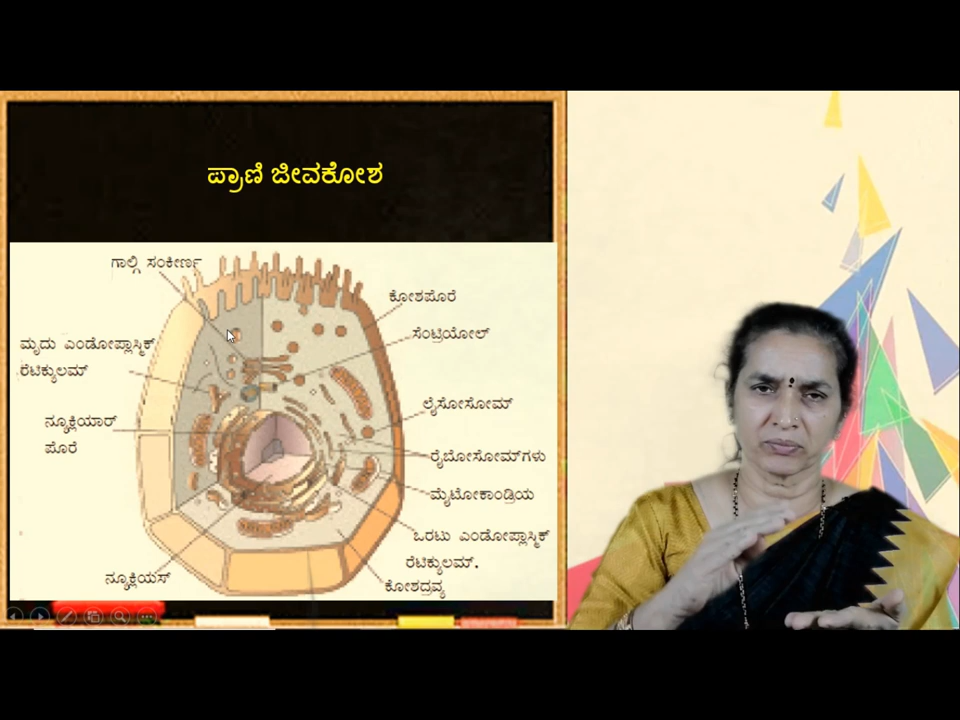 ಪ್ರಾಣಿ ಜೀವಕೋಶ
ಗಾಲ್ಗಿ ಸಂಕೀರ್ಣ
ಕೋಶಪೊರೆ
ಸೆಂಟ್ರಿಯೋಲ್
ಮೃದು ಎಂಡೋಪ್ಲಾಸ್ಮಿಕ್
ರೆಟಿಕ್ಯುಲಮ್
ಲೈಸೋಸೋಮ್
ನ್ಯೂಕ್ಲಿಯಾರ್
ಪೊರೆ
ರೈಬೋಸೋಮ್‌ಗಳು
ಮೈಟೋಕಾಂಡ್ರಿಯ
ಒರಟು ಎಂಡೋಪ್ಲಾಸ್ಮಿಕ್
ರೆಟಿಕ್ಯುಲಮ್.
ನ್ಯೂಕ್ಲಿಯಸ್
ಕೋಶದ್ರವ್ಯ